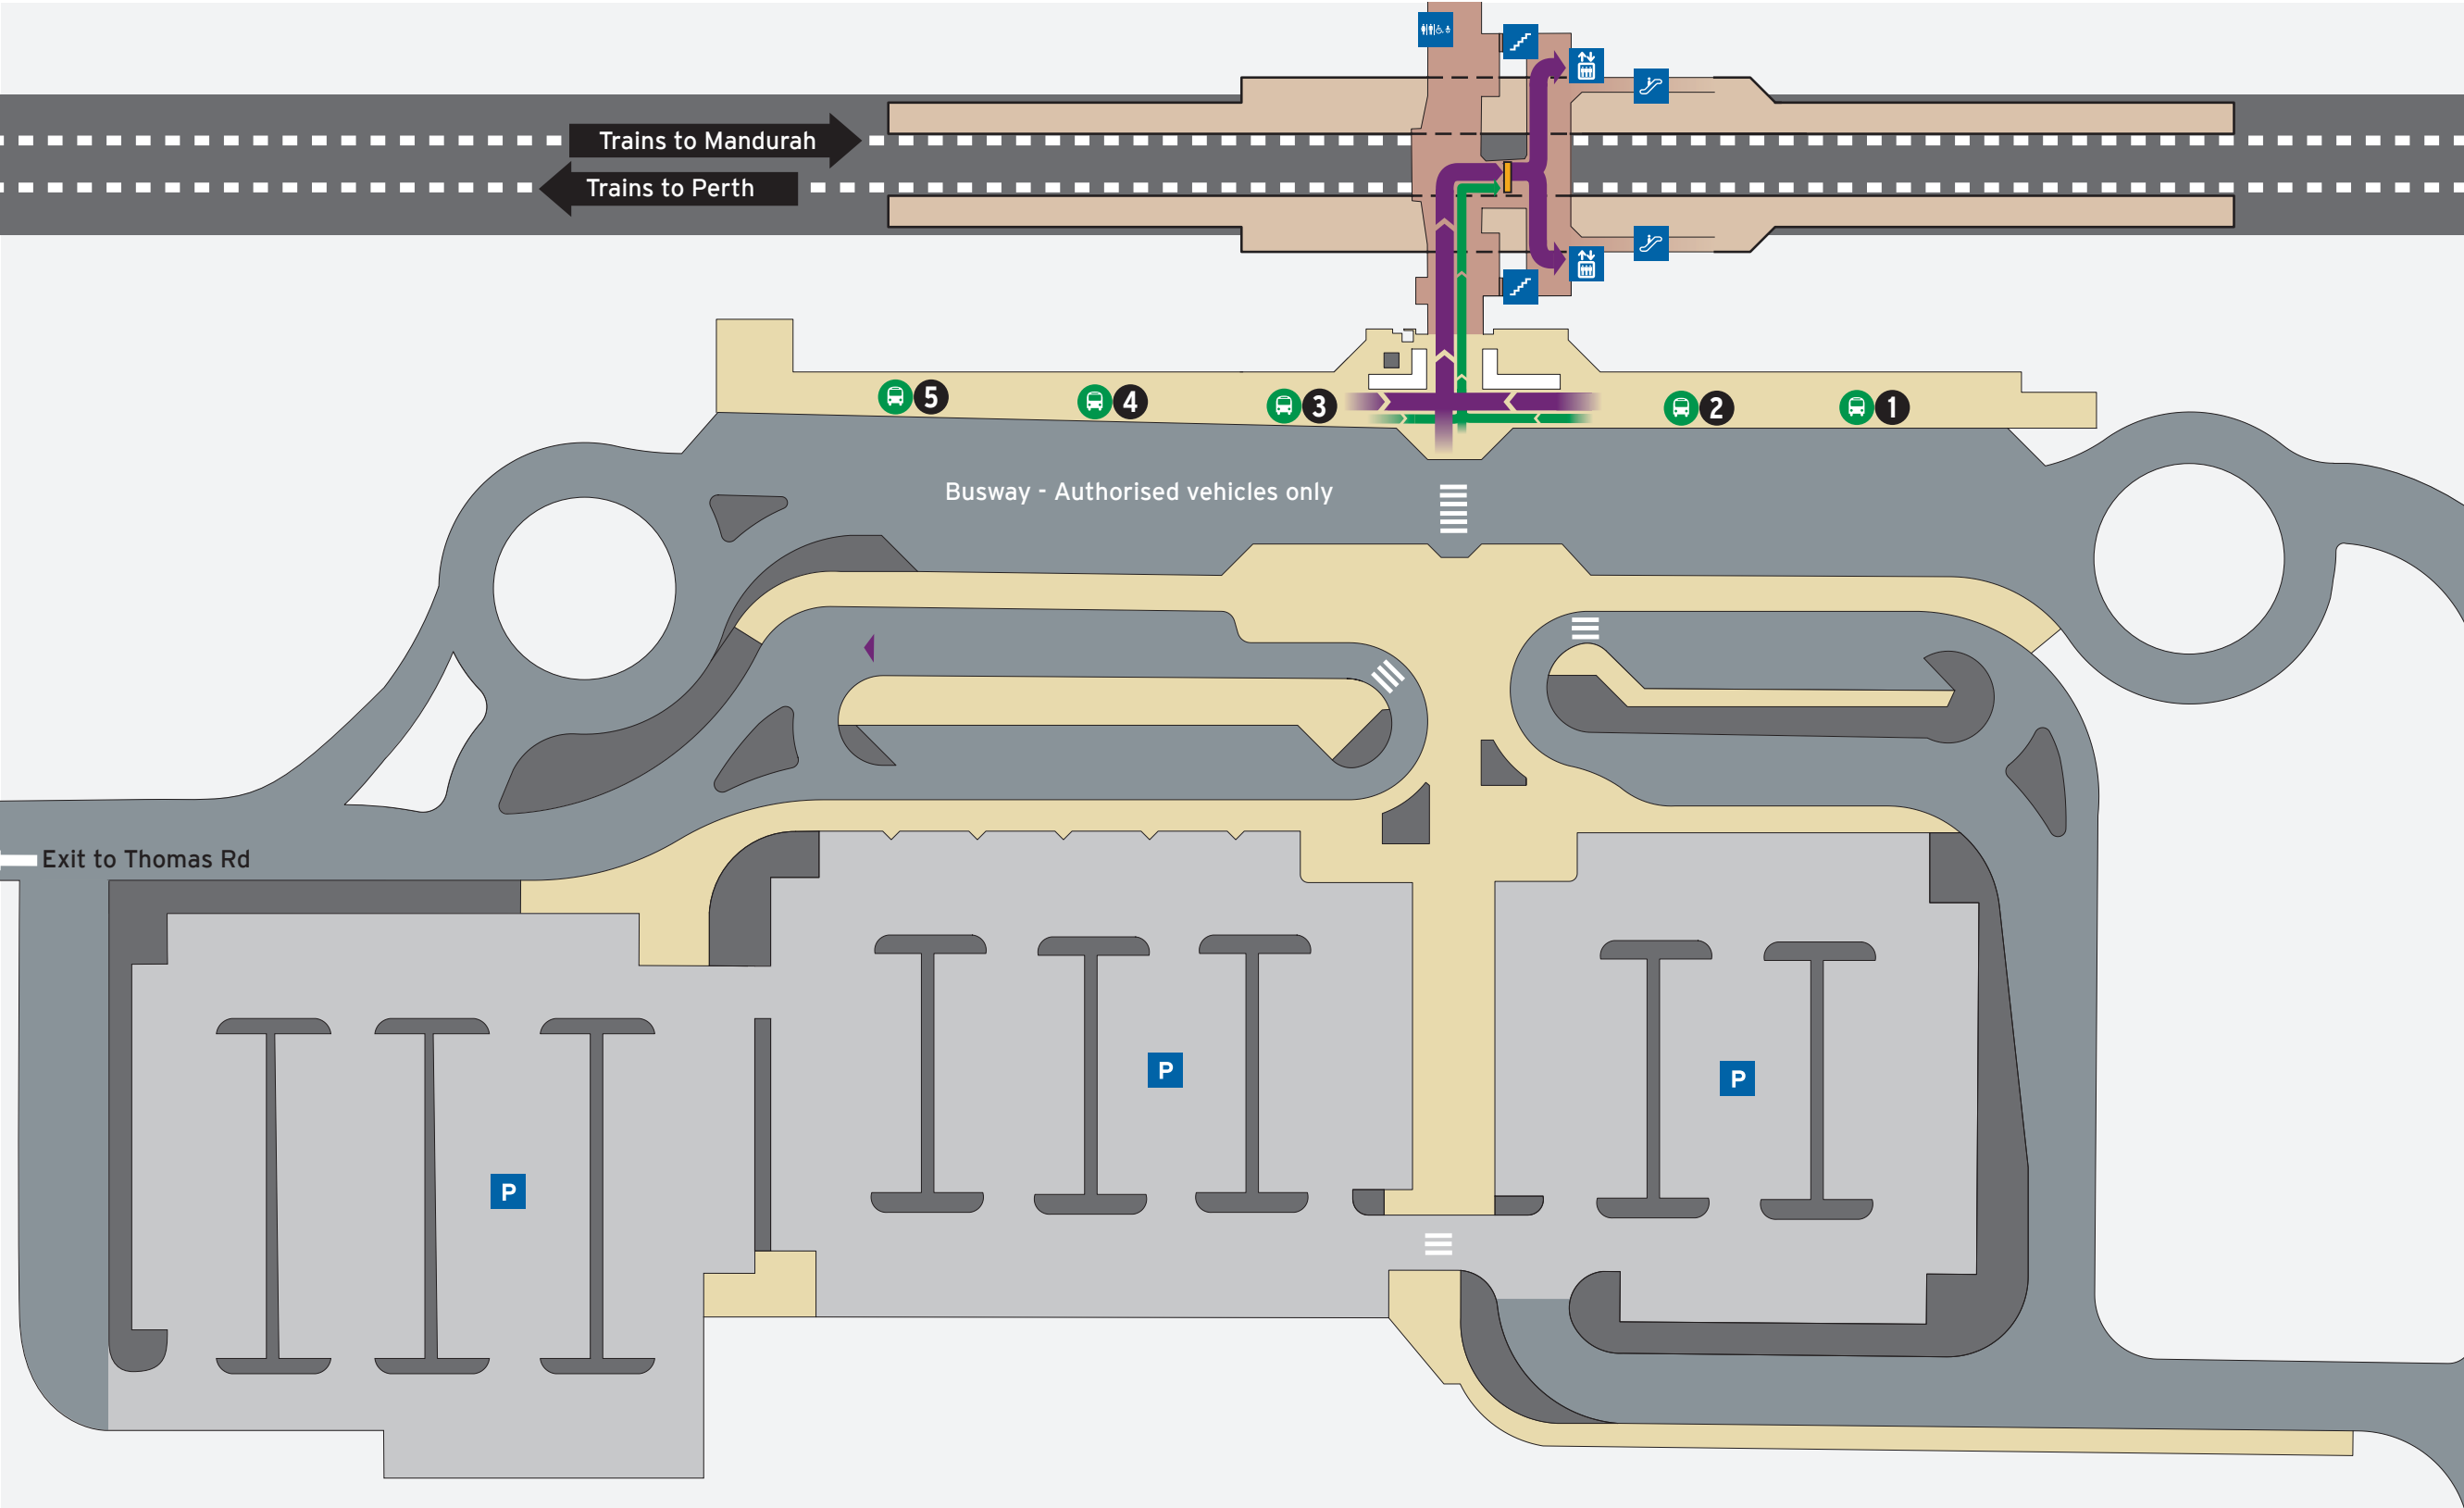 Trains to Mandurah
Trains to Perth
5
4
3
2
1
Busway - Authorised vehicles only
Exit to Thomas Rd
P
P
P